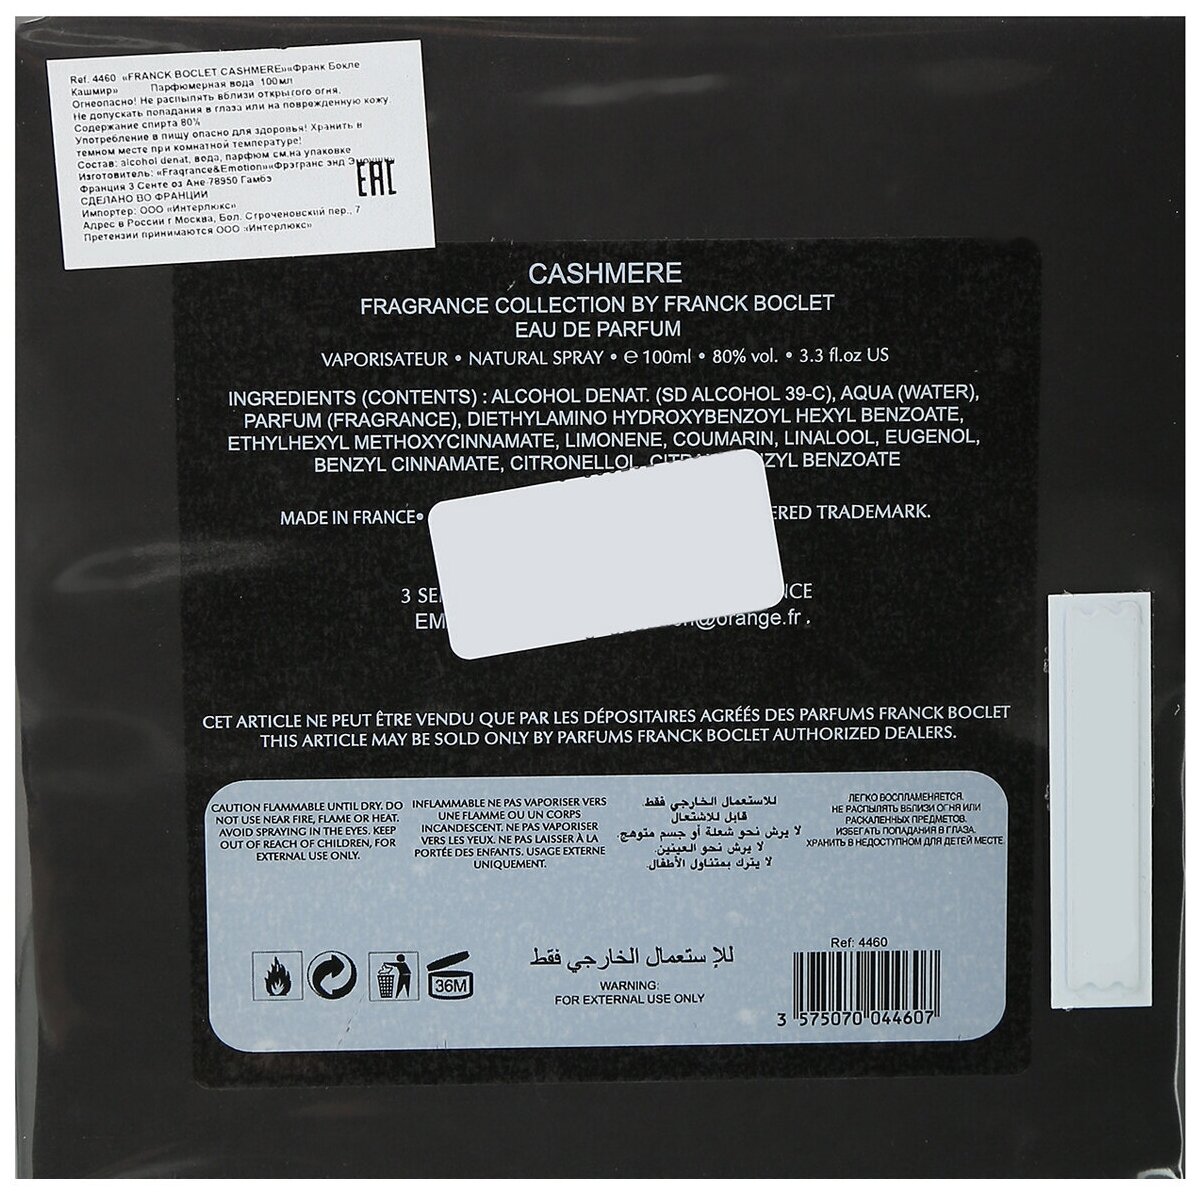 Ref. 4460 «FRANCK BOCLET CASHMERE»«Франк Бокле
Кашмир» Парфюмерная вода 100мл
Огнеопасно! Не распылять вблизи открытого огня.
Не допускать попадания в глаза или на поврежденную кожу.
Содержание спирта 80%
Употребление в пищу опасно для здоровья! Хранить в
темном месте при комнатной температуре!
Состав: alcohol denat, вода, парфюм см.на упаковке
Изготовитель: «Fragrance&Emotion»«Фрэгранс энд
Франция 3 Сенте оз Ане 78950 Гамбэ
СДЕЛАНО ВО ФРАНЦИИ
EAC
Импортер: ООО «Интерлюкс»
Адрес в России г Москва, Бол. Строченовский пер., 7
Претензии принимаются ООО «Интерлюкс»
CASHMERE
FRAGRANCE COLLECTION BY FRANCK BOCLET
EAU DE PARFUM
VAPORISATEUR • NATURAL SPRAY • ℮ 100ml • 80% vol. • 3.3 fl.oz US
INGREDIENTS (CONTENTS) : ALCOHOL DENAT. (SD ALCOHOL 39-C), AQUA (WATER),
PARFUM (FRAGRANCE), DIETHYLAMINO HYDROXYBENZOYL HEXYL BENZOATE,
ETHYLHEXYL METHOXYCINNAMATE, LIMONENE, COUMARIN, LINALOOL, EUGENOL,
BENZYL CINNAMATE, CITRONELLOL, BENZOATE
MADE IN FRANCE• TRADEMARK.
3
@orange.fr .
CET ARTICLE NE PEUT ÊTRE VENDU QUE PAR LES DÉPOSITAIRES AGRÉÉS DES PARFUMS FRANCK BOCLET
THIS ARTICLE MAY BE SOLD ONLY BY PARFUMS FRANCK BOCLET AUTHORIZED DEALERS.
CAUTION FLAMMABLE UNTIL DRY. DO
NOT USE NEAR FIRE, FLAME OR HEAT.
AVOID SPRAYING IN THE EYES. KEEP
OUT OF REACH OF CHILDREN, FOR
EXTERNAL USE ONLY.
INFLAMMABLE NE PAS VAPORISER VERS
UNE FLAMME OU UN CORPS
INCANDESCENT. NE PAS VAPORISER
VERS LES YEUX. NE PAS LAISSER À LA
PORTÉE DES ENFANTS. USAGE EXTERNE
UNIQUEMENT.
للاستعمال الخارجي فقط
قابل للاشتعال
لا يرش نحو شعلة أو جسم متوهج.
لا يرش نحو العينين.
لا يترك بمتناول الأطفال.
ЛЕГКО ВОСПЛАМЕНЯЕТСЯ.
НЕ РАСПЫЛЯТЬ ВБЛИЗИ ОГНЯ ИЛИ
РАСКАЛЕННЫХ ПРЕДМЕТОВ.
ИЗБЕГАТЬ ПОПАДАНИЯ В ГЛАЗА.
ХРАНИТЬ В НЕДОСТУПНОМ ДЛЯ ДЕТЕЙ МЕСТЕ
36M
للإستعمال الخارجي فقط
WARNING:
FOR EXTERNAL USE ONLY
Ref: 4460
3 575070 044607